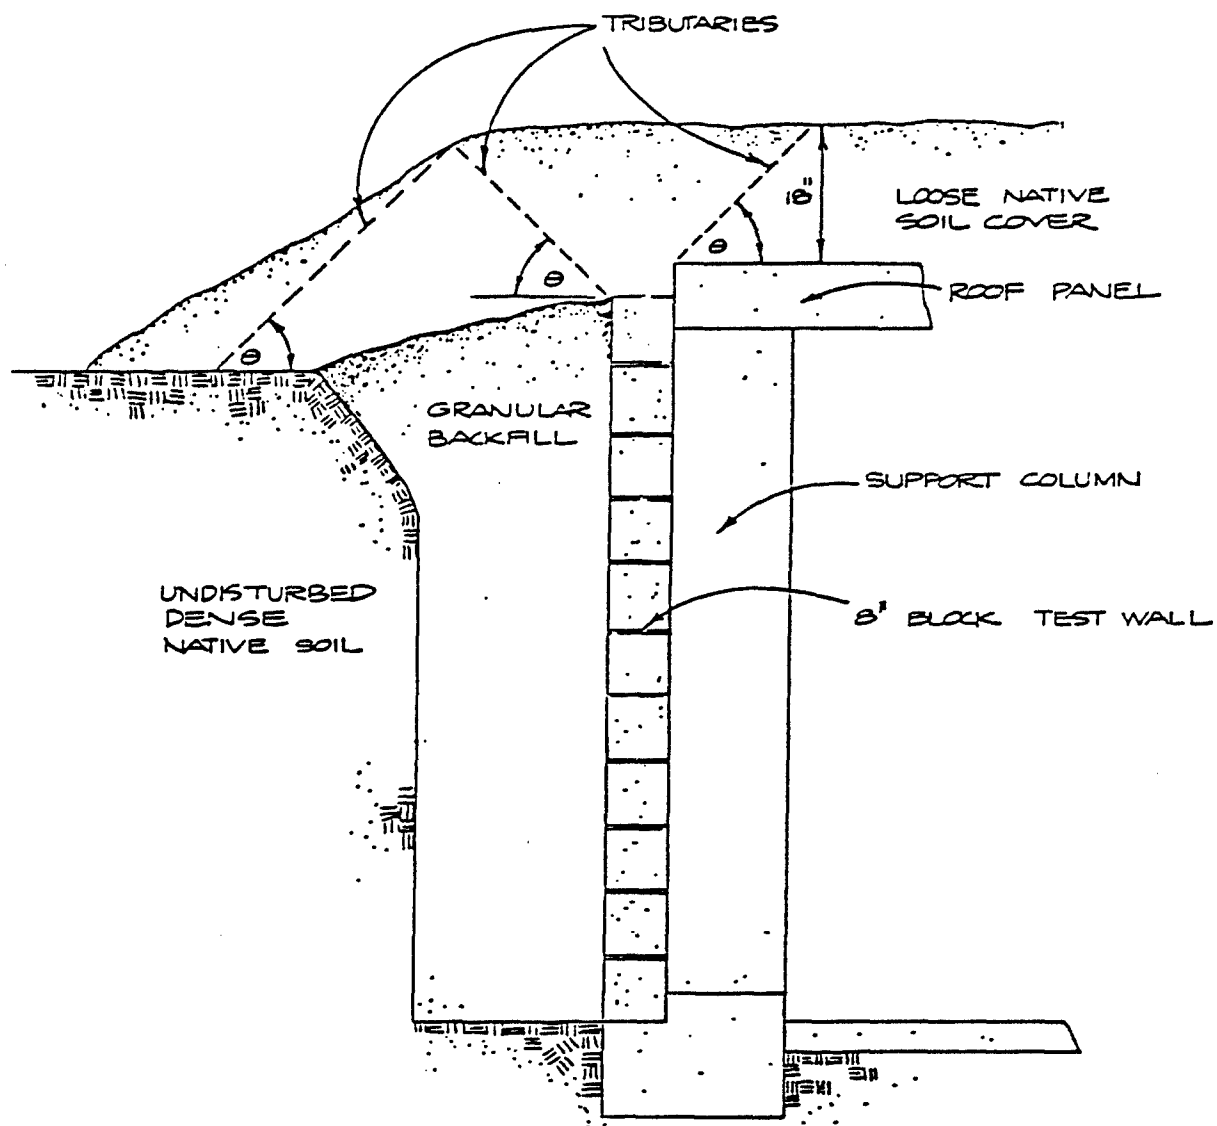 TRIBUTARIES
18"
LOOSE NATIVE
SOIL COVER
θ
θ
ROOF PANEL
θ
GRANULAR
BACKFILL
SUPPORT COLUMN
UNDISTURBED
DENSE
NATIVE SOIL
8" BLOCK TEST WALL